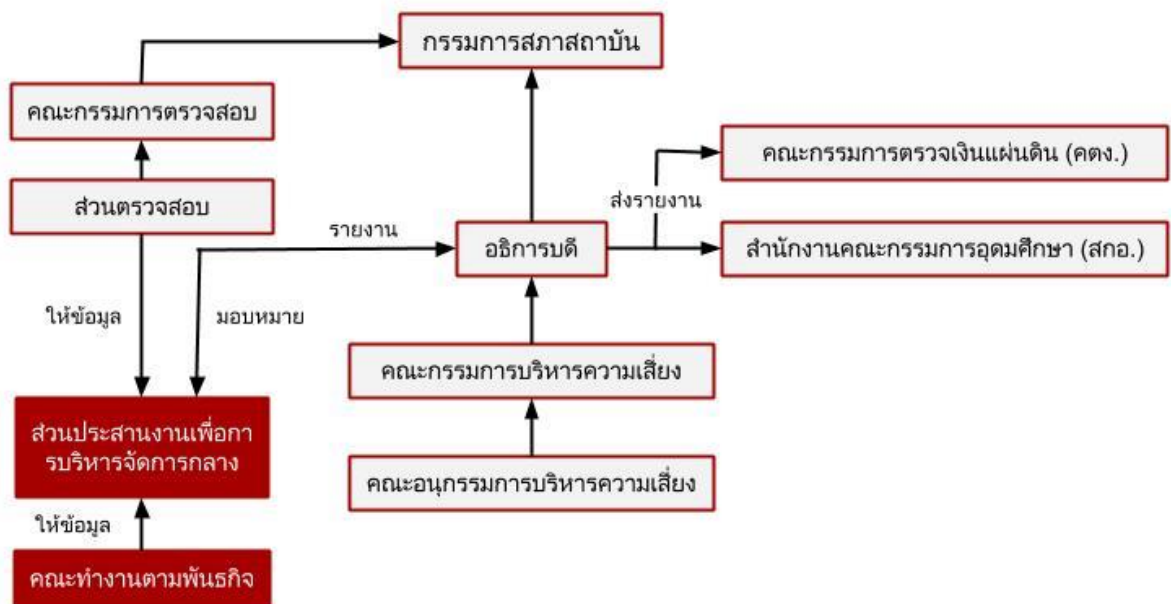 กรรมการสภาสถาบัน
คณะกรรมการตรวจสอบ
คณะกรรมการตรวจเงินแผ่นดิน (คตง.)
ส่วนตรวจสอบ
ส่งรายงาน
รายงาน
อธิการบดี
สำนักงานคณะกรรมการอุดมศึกษา (สกอ.)
ให้ข้อมูล
มอบหมาย
คณะกรรมการบริหารความเสี่ยง
ส่วนประสานงานเพื่อกา
รบริหารจัดการกลาง
คณะอนุกรรมการบริหารความเสี่ยง
ให้ข้อมูล
คณะทำงานตามพันธกิจ